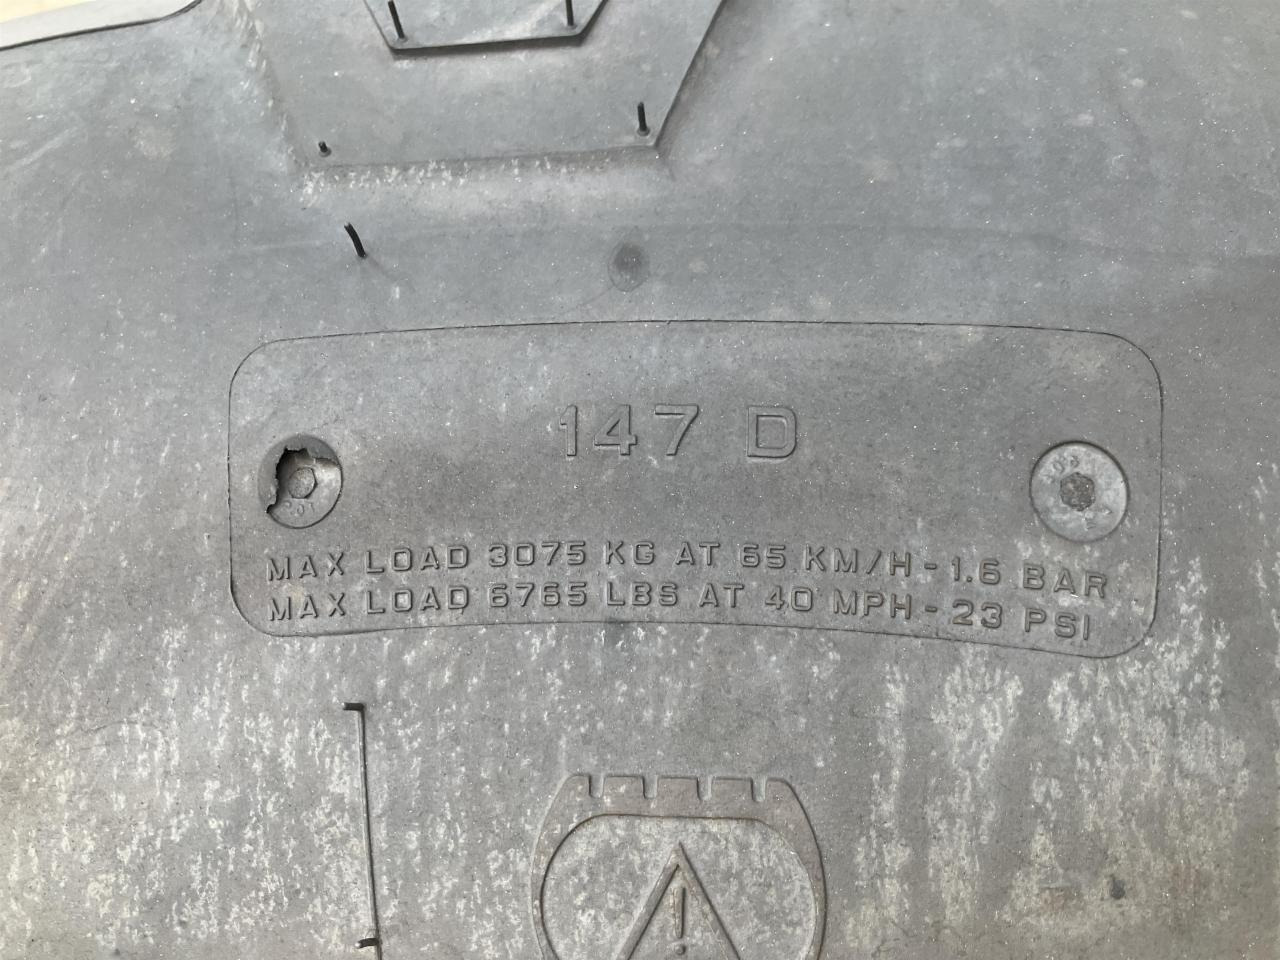 147 D
MAX LOAD 3075 KG AT 65 KM/H - 1.6 BAR
MAX LOAD 6765 LBS AT 40 MPH - 23 PSI
!